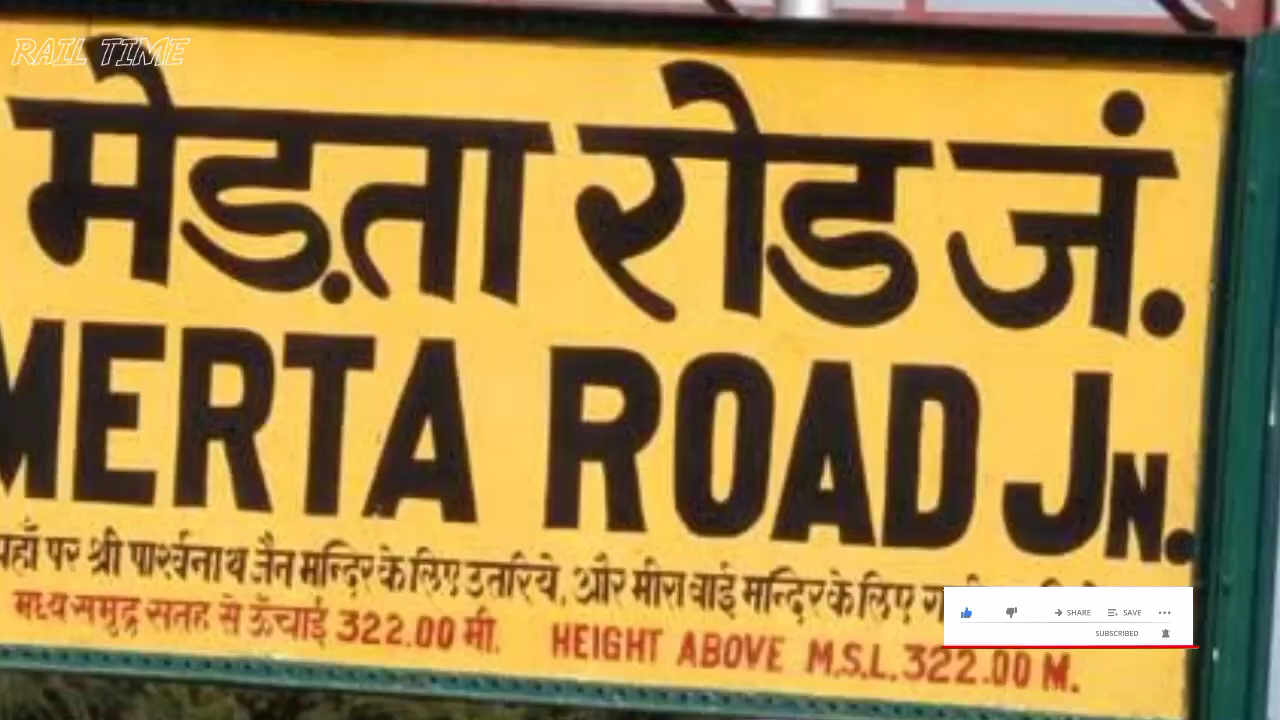 RAIL TIME
मेड़ता रोड जं.
MERTA ROAD JN.
यहाँ पर श्री पार्श्वनाथ जैन मन्दिर के लिए उतरिये, और मीरा बाई मन्दिर के लिए
मध्य समुद्र सतह से ऊँचाई 322.00 मी. HEIGHT ABOVE M.S.L. 322.00 M.
SHARE SAVE
SUBSCRIBED